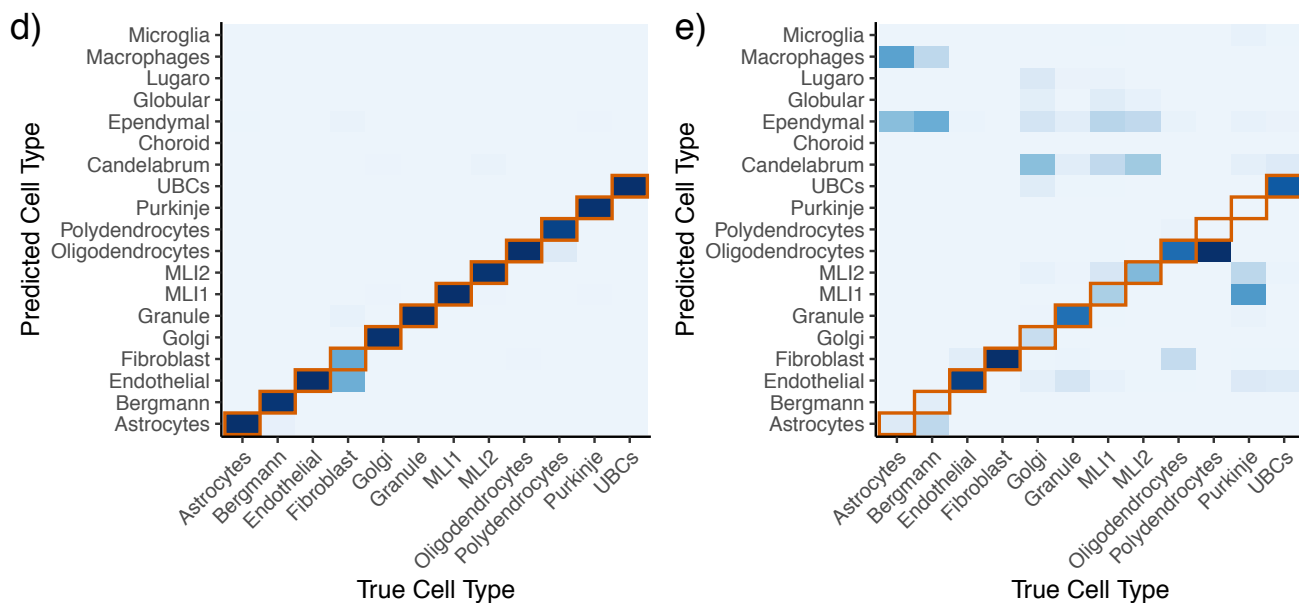 d)
Predicted Cell Type
Microglia
Macrophages
Lugaro
Globular
Ependymal
Choroid
Candelabrum
UBCs
Purkinje
Polydendrocytes
Oligodendrocytes
MLI2
MLI1
Granule
Golgi
Fibroblast
Endothelial
Bergmann
Astrocytes
Astrocytes
Bergmann
Endothelial
Fibroblast
Golgi
Granule
MLI1
MLI2
Oligodendrocytes
Polydendrocytes
Purkinje
UBCs
True Cell Type
e)
Predicted Cell Type
Microglia
Macrophages
Lugaro
Globular
Ependymal
Choroid
Candelabrum
UBCs
Purkinje
Polydendrocytes
Oligodendrocytes
MLI2
MLI1
Granule
Golgi
Fibroblast
Endothelial
Bergmann
Astrocytes
Astrocytes
Bergmann
Endothelial
Fibroblast
Golgi
Granule
MLI1
MLI2
Oligodendrocytes
Polydendrocytes
Purkinje
UBCs
True Cell Type